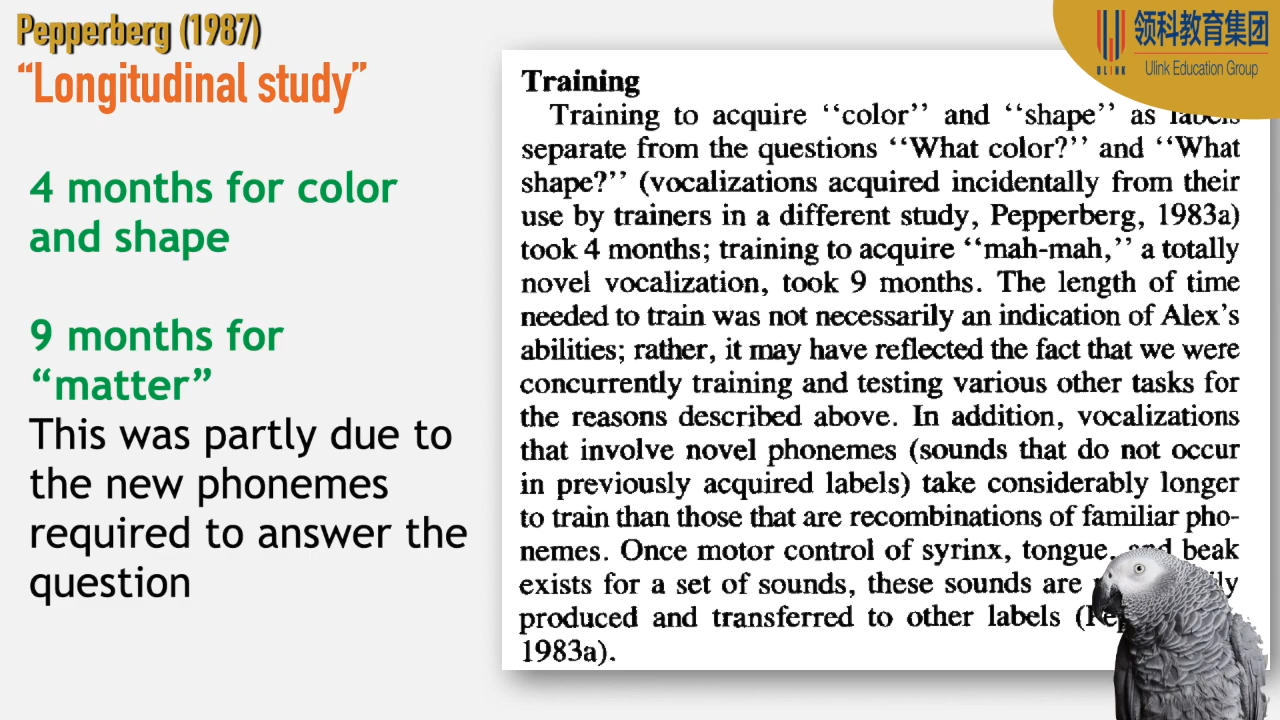 Pepperberg (1987)
“Longitudinal study”
4 months for color
and shape
9 months for
“matter”
This was partly due to
the new phonemes
required to answer the
question
领科教育集团
ULINK
Ulink Education Group
Training
Training to acquire ‘‘color’’ and ‘‘shape’’ as labels
separate from the questions ‘‘What color?’’ and ‘‘What
shape?’’ (vocalizations acquired incidentally from their
use by trainers in a different study, Pepperberg, 1983a)
took 4 months; training to acquire ‘‘mah-mah,’’ a totally
novel vocalization, took 9 months. The length of time
needed to train was not necessarily an indication of Alex’s
abilities; rather, it may have reflected the fact that we were
concurrently training and testing various other tasks for
the reasons described above. In addition, vocalizations
that involve novel phonemes (sounds that do not occur
in previously acquired labels) take considerably longer
to train than those that are recombinations of familiar pho-
nemes. Once motor control of syrinx, tongue, and beak
exists for a set of sounds, these sounds are
produced and transferred to other labels
1983a).